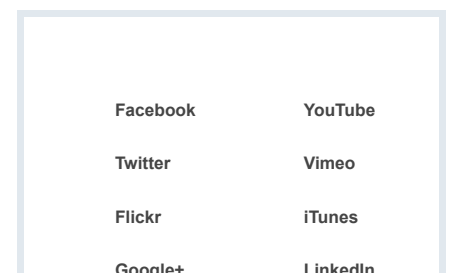 Facebook YouTube
Twitter Vimeo
Flickr iTunes
Google+ LinkedIn